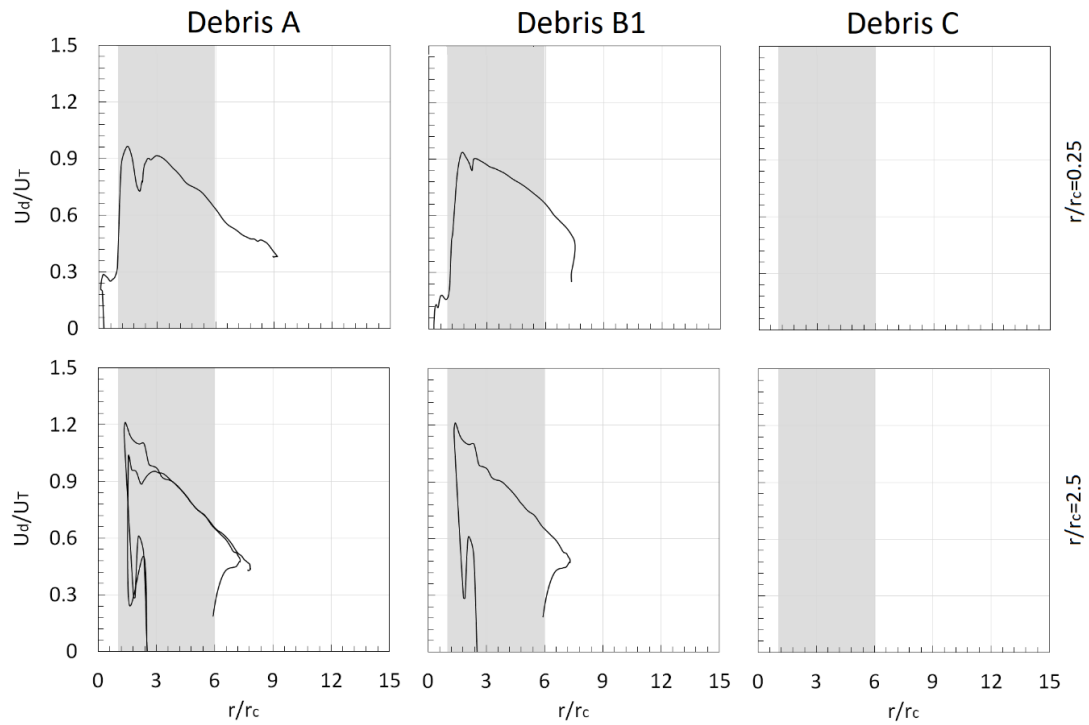 Debris A Debris B1 Debris C
1.5
1.2
0.9
0.6
0.3
0
Ud/UT
r/rc=0.25
1.5
1.2
0.9
0.6
0.3
0
Ud/UT
r/rc=2.5
0 3 6 9 12 15 0 3 6 9 12 15 0 3 6 9 12 15
r/rc r/rc r/rc